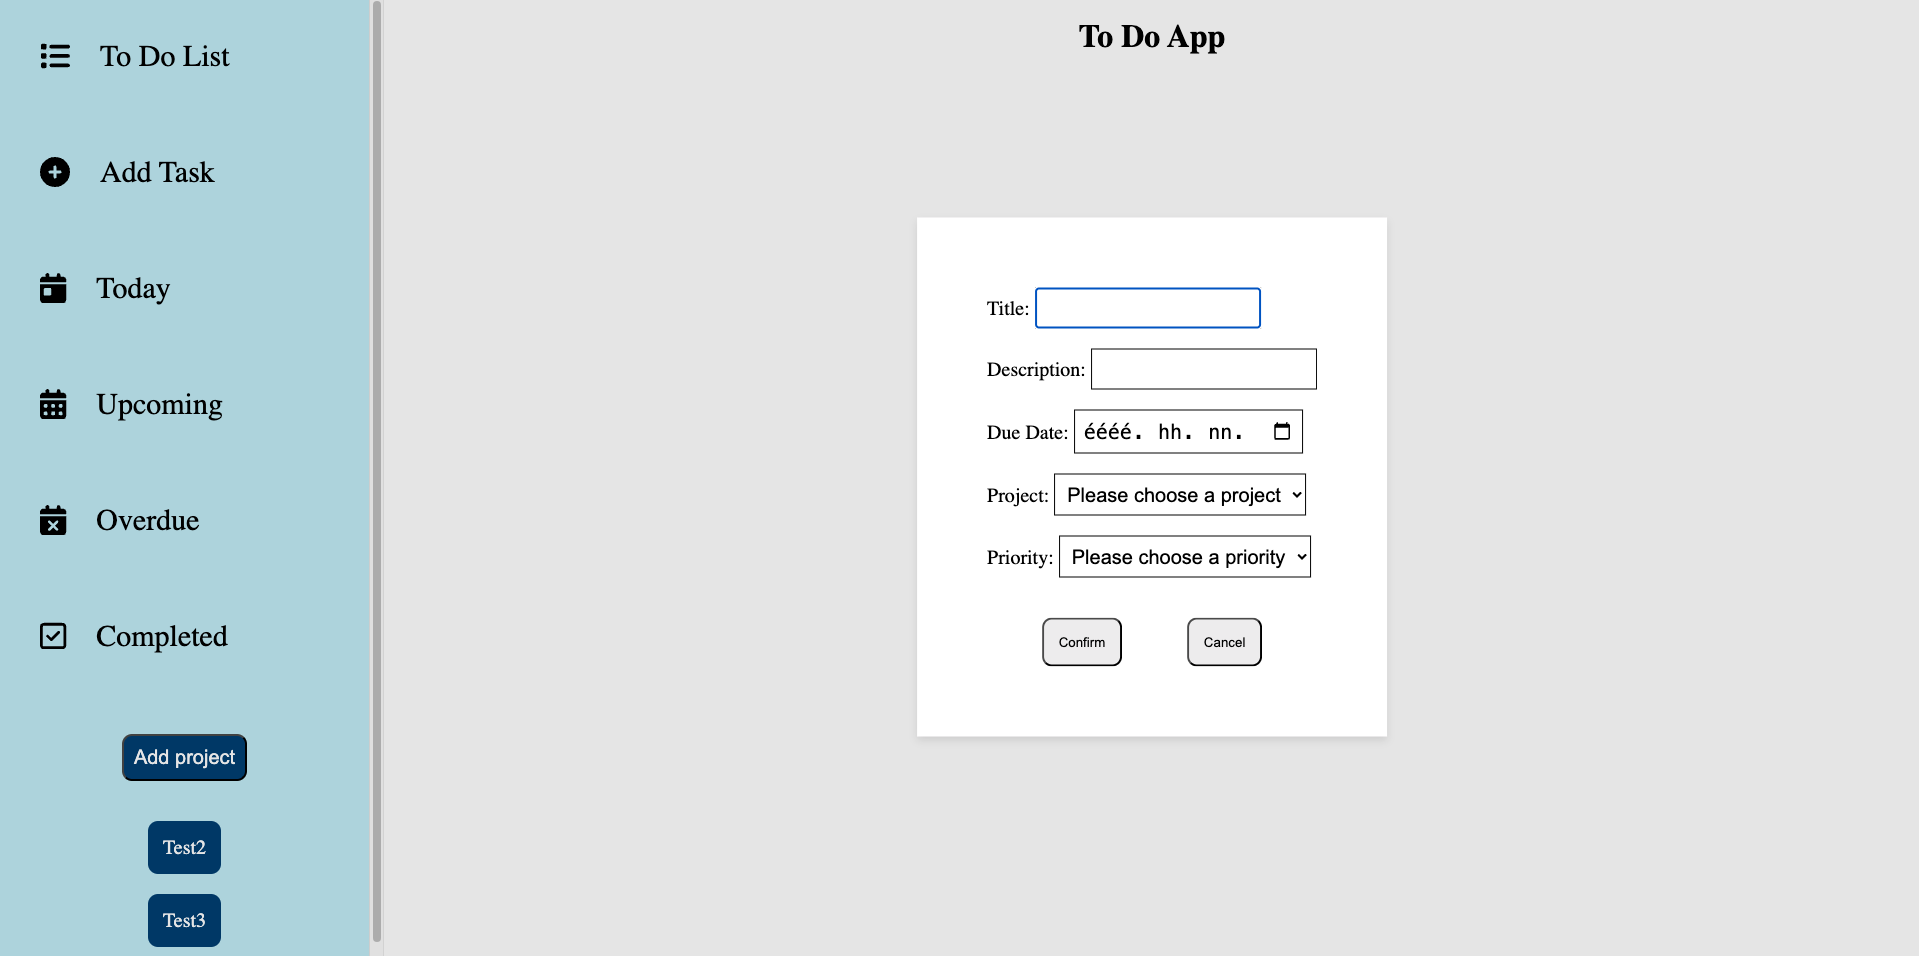 To Do List
Add Task
Today
Upcoming
Overdue
Completed
Add project
Test2
Test3
To Do App
Title:
Description:
Due Date: éééé. hh. nn.
Project: Please choose a project
Priority: Please choose a priority
Confirm Cancel